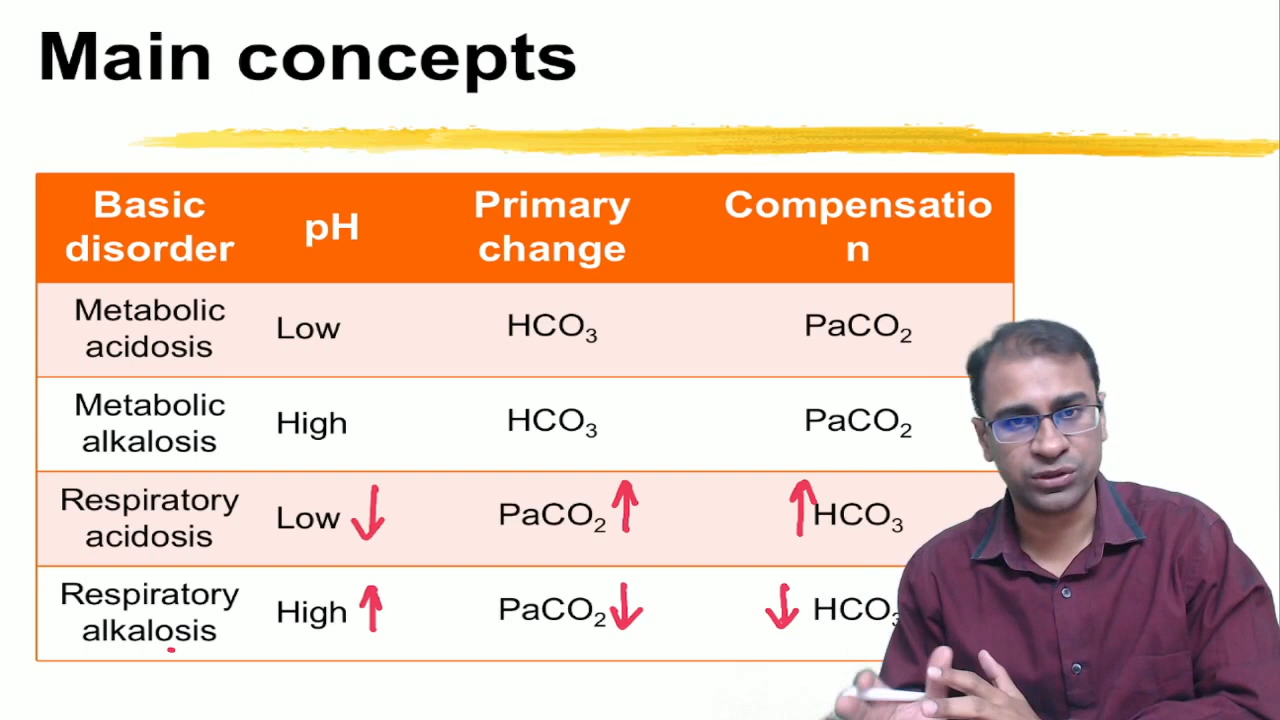 Main concepts
Basic
disorder
pH
Primary
change
Compensatio
n
Metabolic
acidosis
Low
HCO₃
PaCO₂
Metabolic
alkalosis
High
HCO₃
PaCO₂
Respiratory
acidosis
Low ↓
PaCO₂ ↑
↑ HCO₃
Respiratory
alkalosis
High ↑
PaCO₂ ↓
↓ HCO₃